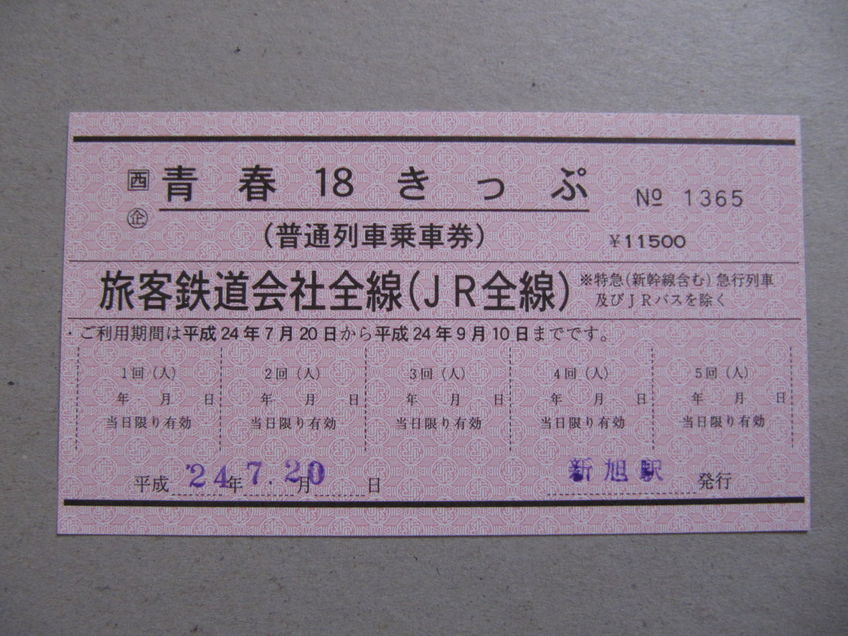 西 青春18きっぷ № 1365
企 (普通列車乗車券) ¥11500
旅客鉄道会社全線(JR全線) ※特急(新幹線含む)急行列車
及びJRバスを除く
・ご利用期間は平成24年7月20日から平成24年9月10日までです。
1回(人) 2回(人) 3回(人) 4回(人) 5回(人)
年 月 日 年 月 日 年 月 日 年 月 日 年 月 日
当日限り有効 当日限り有効 当日限り有効 当日限り有効 当日限り有効
平成 '24年7.20月 日 新旭駅 発行